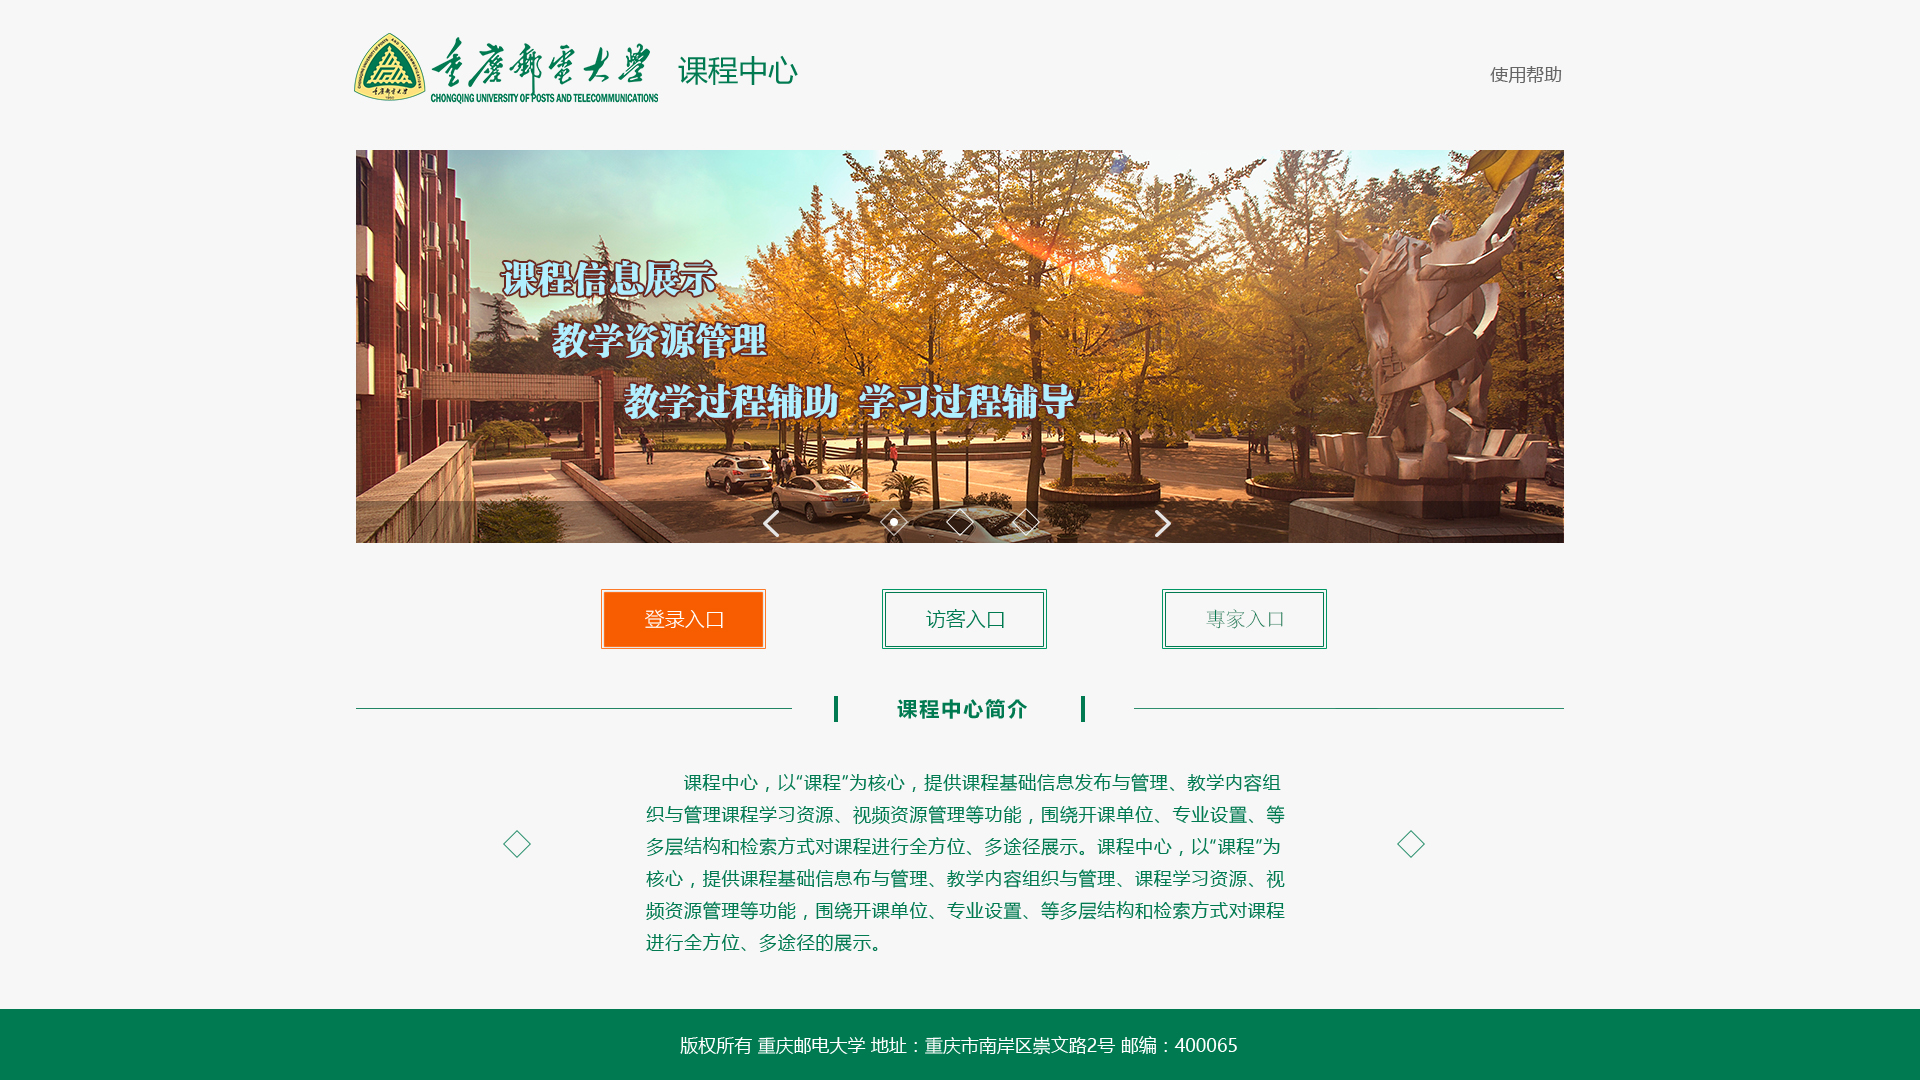 重慶郵電大學
CHONGQING UNIVERSITY OF POSTS AND TELECOMMUNICATIONS
课程中心
使用帮助
课程信息展示
教学资源管理
教学过程辅助 学习过程辅导
登录入口
访客入口
專家入口
课程中心简介
课程中心，以“课程”为核心，提供课程基础信息发布与管理、教学内容组
织与管理课程学习资源、视频资源管理等功能，围绕开课单位、专业设置、等
多层结构和检索方式对课程进行全方位、多途径展示。课程中心，以“课程”为
核心，提供课程基础信息布与管理、教学内容组织与管理、课程学习资源、视
频资源管理等功能，围绕开课单位、专业设置、等多层结构和检索方式对课程
进行全方位、多途径的展示。
版权所有 重庆邮电大学 地址：重庆市南岸区崇文路2号 邮编：400065